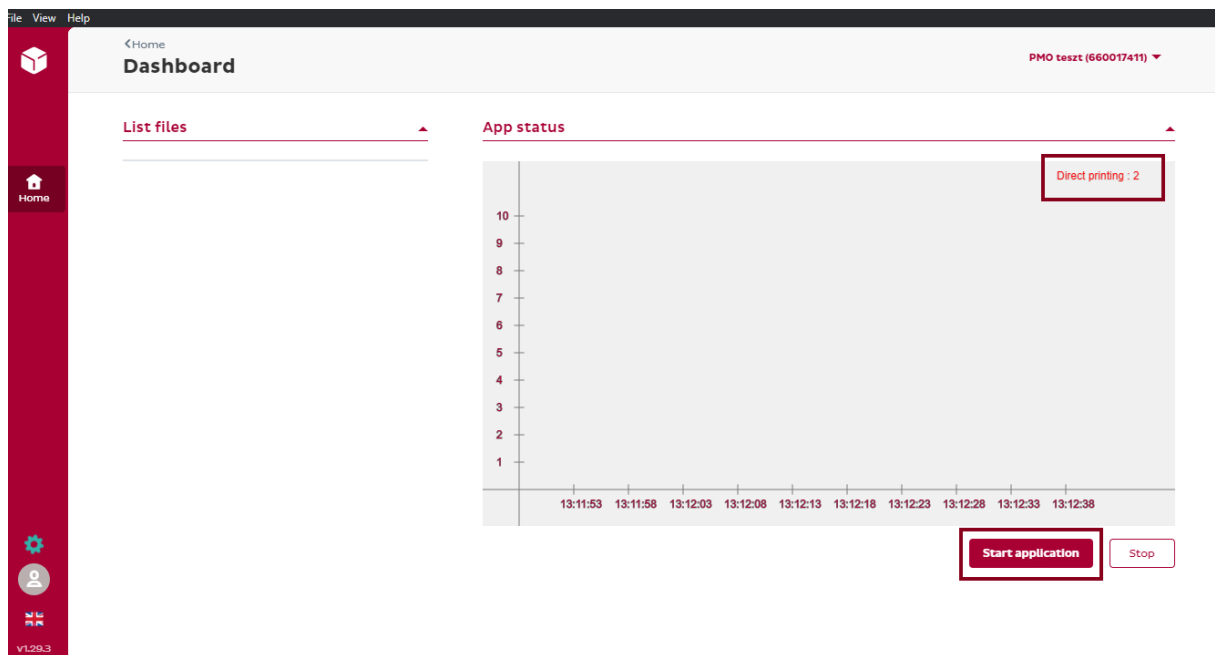 File View Help
Home
Dashboard
PMO teszt (660017411)
List files
App status
Direct printing : 2
Home
10
9
8
7
6
5
4
3
2
1
13:11:53 13:11:58 13:12:03 13:12:08 13:12:13 13:12:18 13:12:23 13:12:28 13:12:33 13:12:38
Start application
Stop
v1.29.3